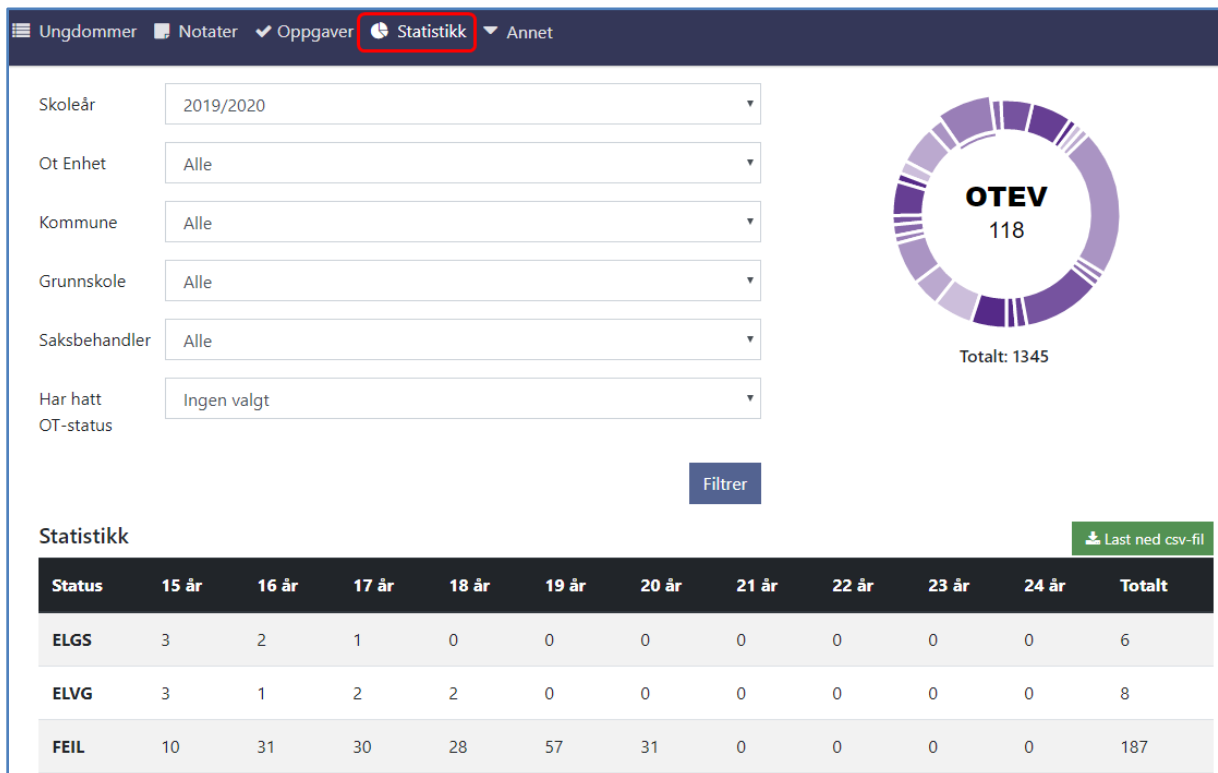 Ungdommer Notater Oppgaver Statistikk Annet
Skoleår 2019/2020
Ot Enhet Alle
Kommune Alle
Grunnskole Alle
Saksbehandler Alle
Har hatt OT-status Ingen valgt
Filtrer
OTEV
118
Totalt: 1345
Statistikk
Last ned csv-fil
Status 15 år 16 år 17 år 18 år 19 år 20 år 21 år 22 år 23 år 24 år Totalt
ELGS 3 2 1 0 0 0 0 0 0 0 6
ELVG 3 1 2 2 0 0 0 0 0 0 8
FEIL 10 31 30 28 57 31 0 0 0 0 187